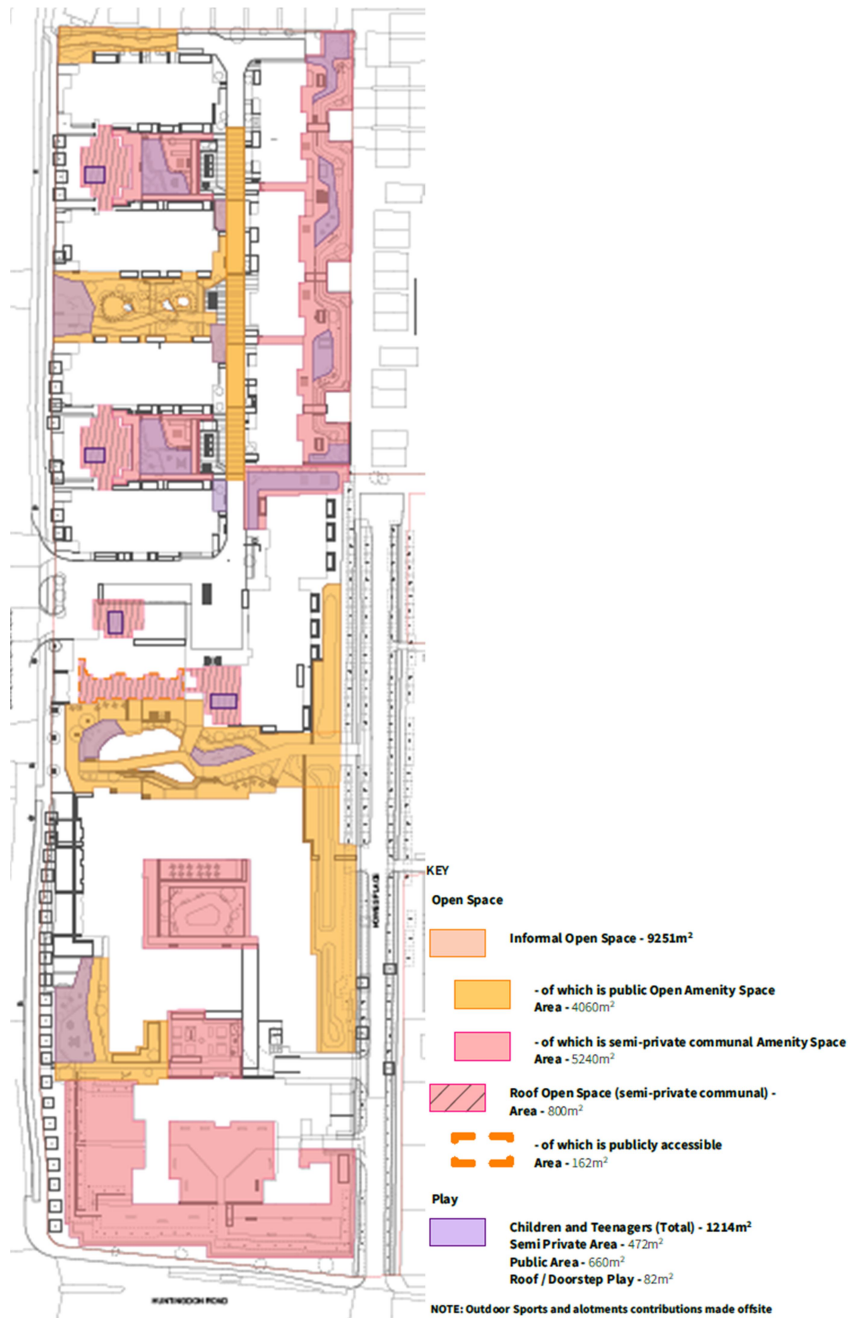 KEY
Open Space
Informal Open Space - 9251m²
- of which is public Open Amenity Space
Area - 4060m²
- of which is semi-private communal Amenity Space
Area - 5240m²
Roof Open Space (semi-private communal) -
Area - 800m²
- of which is publicly accessible
Area - 162m²
Play
Children and Teenagers (Total) - 1214m²
Semi Private Area - 472m²
Public Area - 660m²
Roof / Doorstep Play - 82m²
HUNTINGDON ROAD
NOTE: Outdoor Sports and alotments contributions made offsite